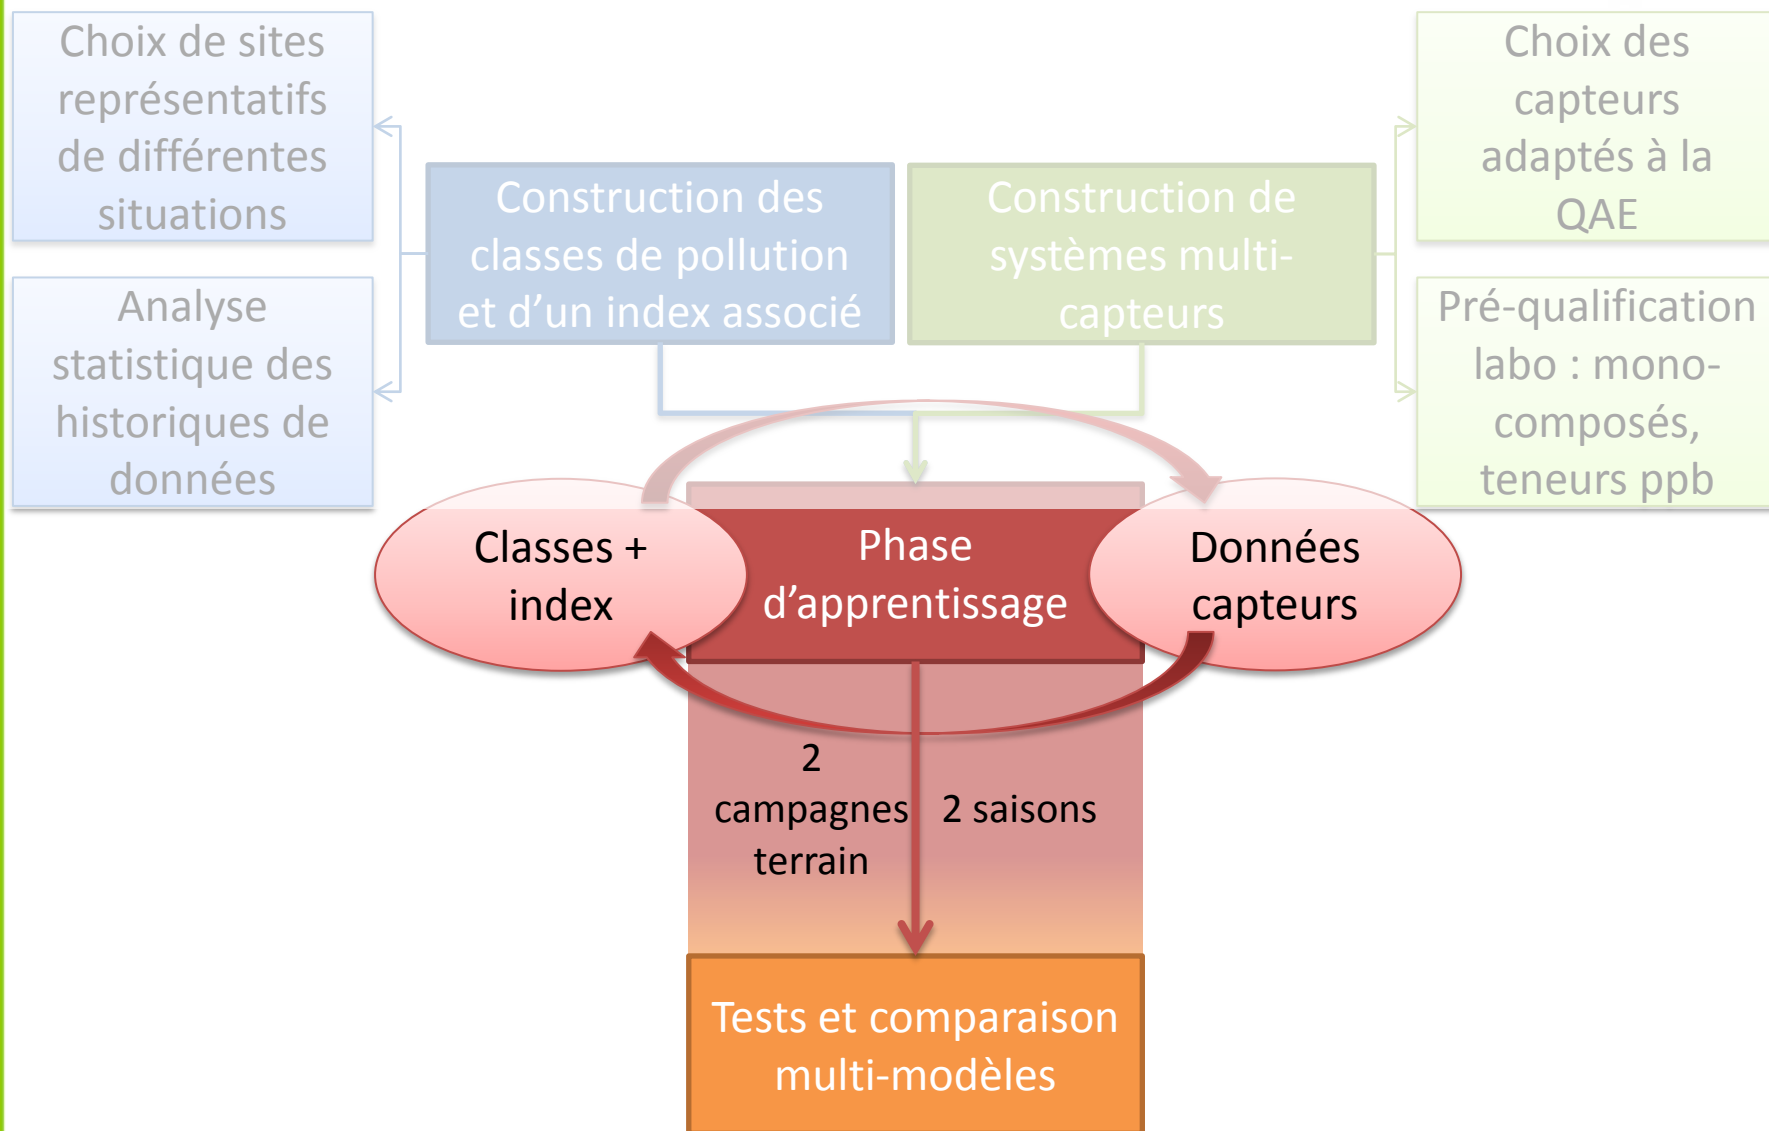 Choix de sites
représentatifs
de différentes
situations
Analyse
statistique des
historiques de
données
Construction des
classes de pollution
et d’un index associé
Construction de
systèmes multi-
capteurs
Choix des
capteurs
adaptés à la
QAE
Pré-qualification
labo : mono-
composés,
teneurs ppb
Classes +
index
Phase
d’apprentissage
Données
capteurs
2
campagnes
terrain
2 saisons
Tests et comparaison
multi-modèles